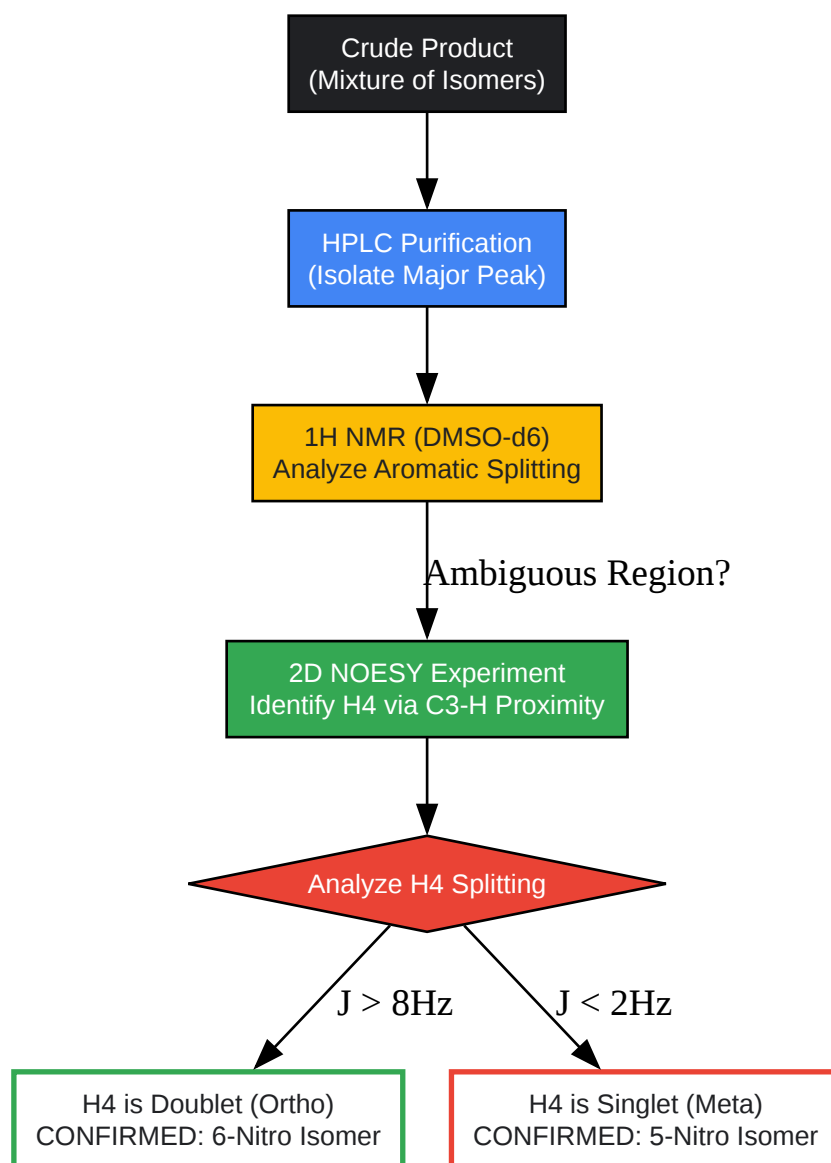 Crude Product
(Mixture of Isomers)
HPLC Purification
(Isolate Major Peak)
1H NMR (DMSO-d6)
Analyze Aromatic Splitting
Ambiguous Region?
2D NOESY Experiment
Identify H4 via C3-H Proximity
Analyze H4 Splitting
J > 8Hz
J < 2Hz
H4 is Doublet (Ortho)
CONFIRMED: 6-Nitro Isomer
H4 is Singlet (Meta)
CONFIRMED: 5-Nitro Isomer